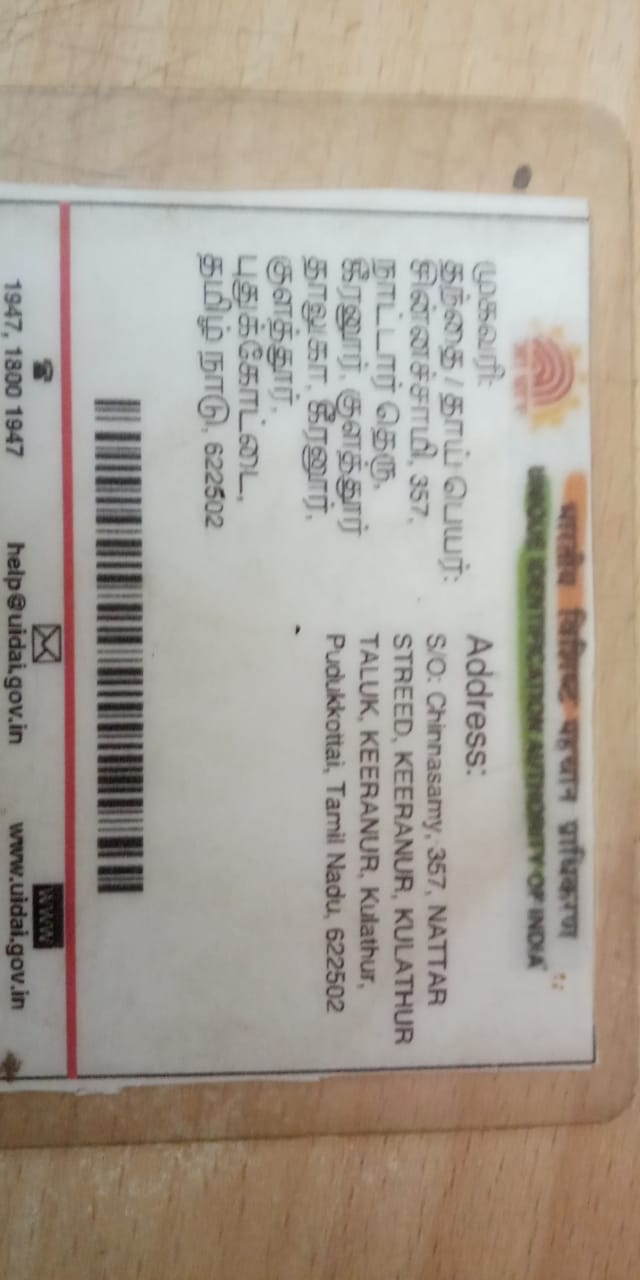 भारतीय विशिष्ट पहचान प्राधिकरण
UNIQUE IDENTIFICATION AUTHORITY OF INDIA
முகவரி:
தந்தை / தாய் பெயர்:
சின்னச்சாமி, 357,
நாட்டார் தெரு,
கீரனூர், குளத்தூர்
தாலுகா, கீரனூர்,
குளத்தூர்,
புதுக்கோட்டை,
தமிழ் நாடு, 622502
Address:
S/O: Chinnasamy, 357, NATTAR
STREED, KEERANUR, KULATHUR
TALUK, KEERANUR, Kulathur,
Pudukkottai, Tamil Nadu, 622502
WWW
1947, 1800 1947 help@uidai.gov.in www.uidai.gov.in